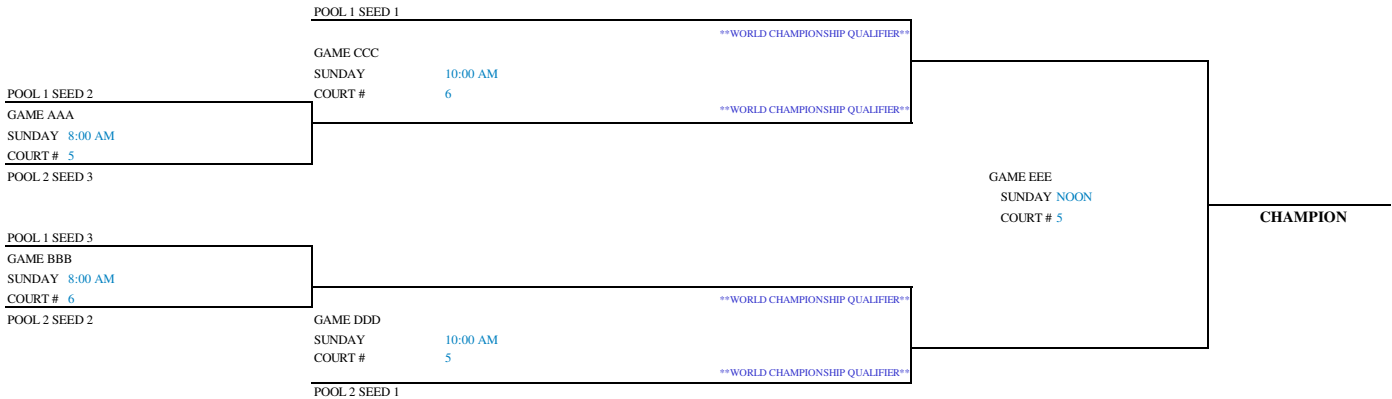 POOL 1 SEED 1
**WORLD CHAMPIONSHIP QUALIFIER**
GAME CCC
SUNDAY 10:00 AM
COURT # 6
**WORLD CHAMPIONSHIP QUALIFIER**
POOL 1 SEED 2
GAME AAA
SUNDAY 8:00 AM
COURT # 5
POOL 2 SEED 3
GAME EEE
SUNDAY NOON
COURT # 5
CHAMPION
POOL 1 SEED 3
GAME BBB
SUNDAY 8:00 AM
COURT # 6
POOL 2 SEED 2
**WORLD CHAMPIONSHIP QUALIFIER**
GAME DDD
SUNDAY 10:00 AM
COURT # 5
**WORLD CHAMPIONSHIP QUALIFIER**
POOL 2 SEED 1